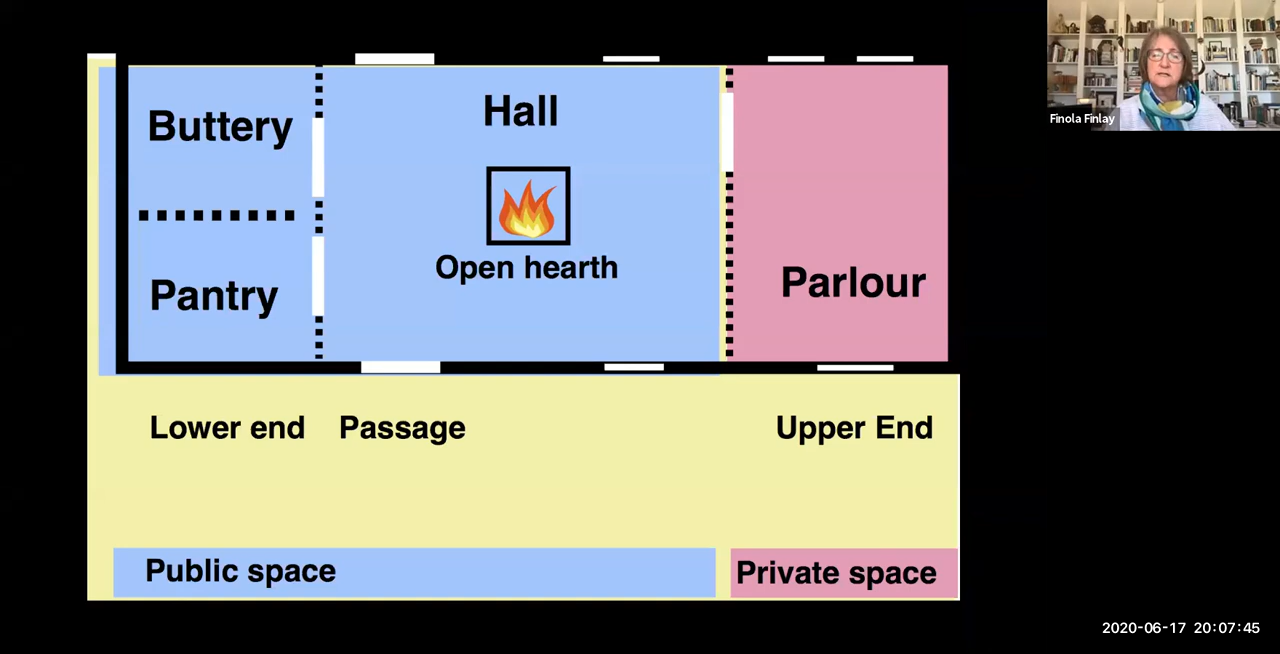 Buttery
Hall
Open hearth
Pantry
Parlour
Lower end
Passage
Upper End
Public space
Private space
Finola Finlay
2020-06-17 20:07:45